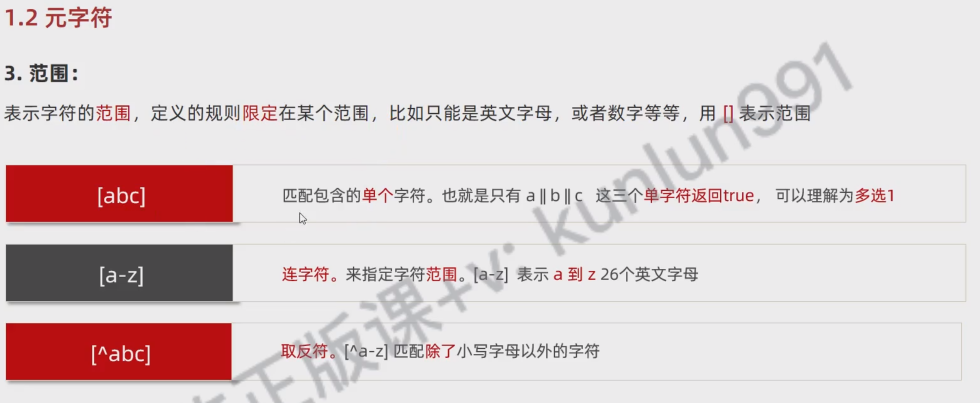 1.2 元字符
3. 范围：
表示字符的范围，定义的规则限定在某个范围，比如只能是英文字母，或者数字等等，用 [] 表示范围
[abc]
匹配包含的单个字符。也就是只有 a||b||c 这三个单字符返回true， 可以理解为多选1
[a-z]
连字符。来指定字符范围。[a-z] 表示 a 到 z 26个英文字母
[^abc]
取反符。[^a-z] 匹配除了小写字母以外的字符
正版课+v: kunlun991